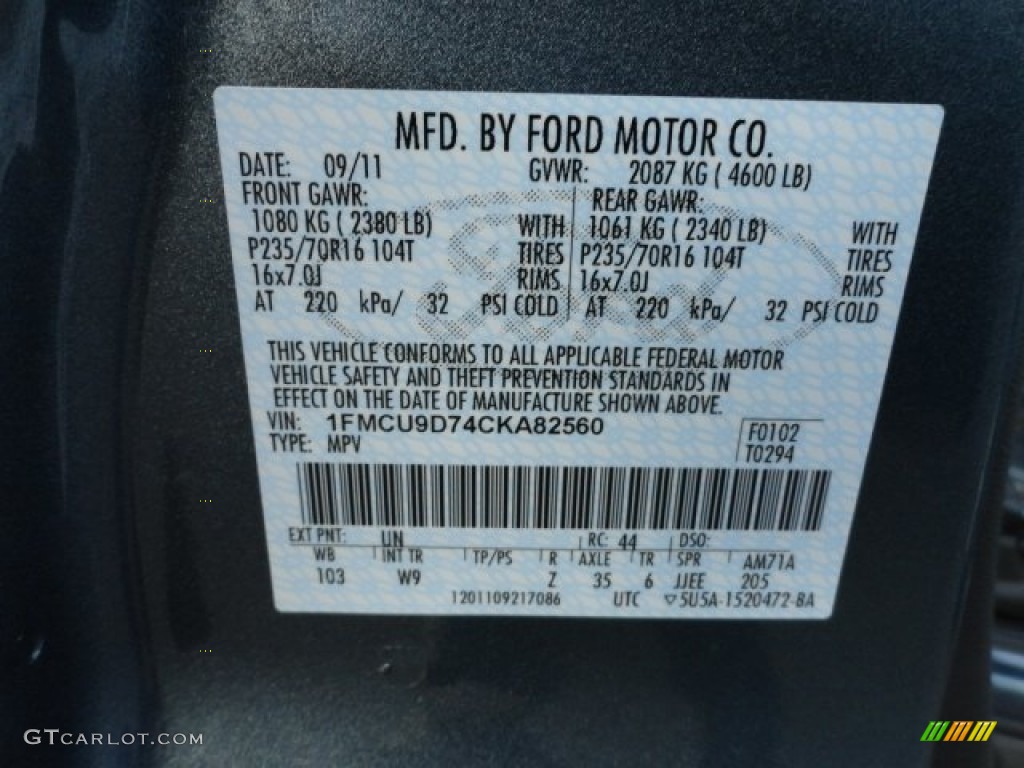 MFD. BY FORD MOTOR CO.
DATE: 09/11 GVWR: 2087 KG ( 4600 LB)
FRONT GAWR: REAR GAWR:
1080 KG ( 2380 LB) WITH 1061 KG ( 2340 LB) WITH
P235/70R16 104T TIRES P235/70R16 104T TIRES
16x7.0J RIMS 16x7.0J RIMS
AT 220 kPa/ 32 PSI COLD AT 220 kPa/ 32 PSI COLD
THIS VEHICLE CONFORMS TO ALL APPLICABLE FEDERAL MOTOR
VEHICLE SAFETY AND THEFT PREVENTION STANDARDS IN
EFFECT ON THE DATE OF MANUFACTURE SHOWN ABOVE.
VIN: 1FMCU9D74CKA82560 F0102
TYPE: MPV T0294
EXT PNT: UN RC: 44 DSO:
WB INT TR TP/PS R AXLE TR SPR AM71A
103 W9 Z 35 6 JJEE 205
1201109217086 UTC ▽5U5A-1520472-BA
GTCARLOT.COM